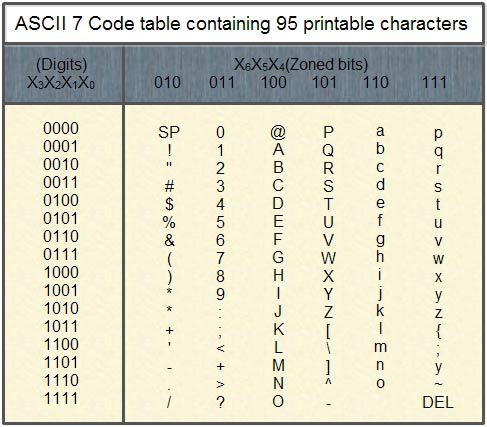 ASCII 7 Code table containing 95 printable characters
(Digits) X₆X₅X₄(Zoned bits)
X₃X₂X₁X₀ 010 011 100 101 110 111
0000 SP 0 @ P a p
0001 ! 1 A Q b q
0010 " 2 B R c r
0011 # 3 C S d s
0100 $ 4 D T e t
0101 % 5 E U f u
0110 & 6 F V g v
0111 ( 7 G W h w
1000 ) 8 H X i x
1001 * 9 I Y j y
1010 * : J Z k z
1011 + ; K [ l {
1100 ' < L \ m ;
1101 - + M ] n y
1110 . > N ^ o ~
1111 / ? O - DEL